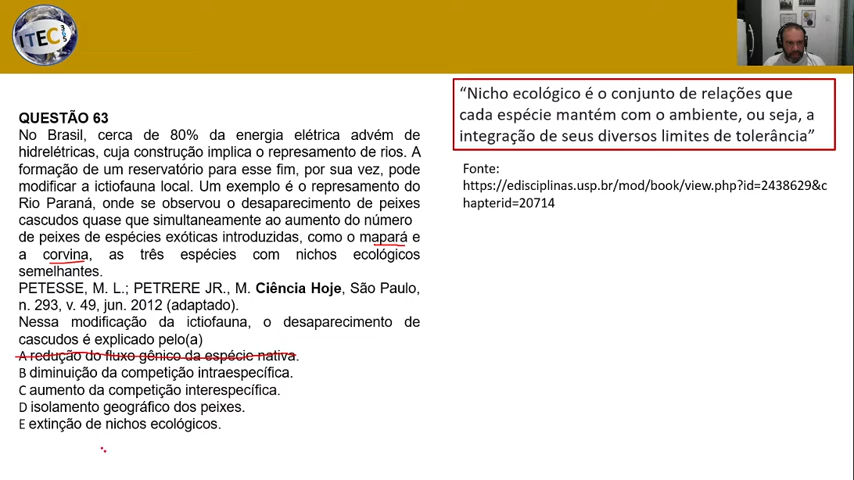 ITEC
365
QUESTÃO 63
No Brasil, cerca de 80% da energia elétrica advém de
hidrelétricas, cuja construção implica o represamento de rios. A
formação de um reservatório para esse fim, por sua vez, pode
modificar a ictiofauna local. Um exemplo é o represamento do
Rio Paraná, onde se observou o desaparecimento de peixes
cascudos quase que simultaneamente ao aumento do número
de peixes de espécies exóticas introduzidas, como o mapará e
a corvina, as três espécies com nichos ecológicos
semelhantes.
PETESSE, M. L.; PETRERE JR., M. Ciência Hoje, São Paulo,
n. 293, v. 49, jun. 2012 (adaptado).
Nessa modificação da ictiofauna, o desaparecimento de
cascudos é explicado pelo(a)
A redução do fluxo gênico da espécie nativa.
B diminuição da competição intraespecífica.
C aumento da competição interespecífica.
D isolamento geográfico dos peixes.
E extinção de nichos ecológicos.
“Nicho ecológico é o conjunto de relações que
cada espécie mantém com o ambiente, ou seja, a
integração de seus diversos limites de tolerância”
Fonte:
https://edisciplinas.usp.br/mod/book/view.php?id=2438629&c
hapterid=20714